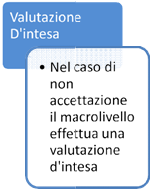 Valutazione
D'intesa
• Nel caso di
non
accettazione
il macrolivello
effettua una
valutazione
d'intesa